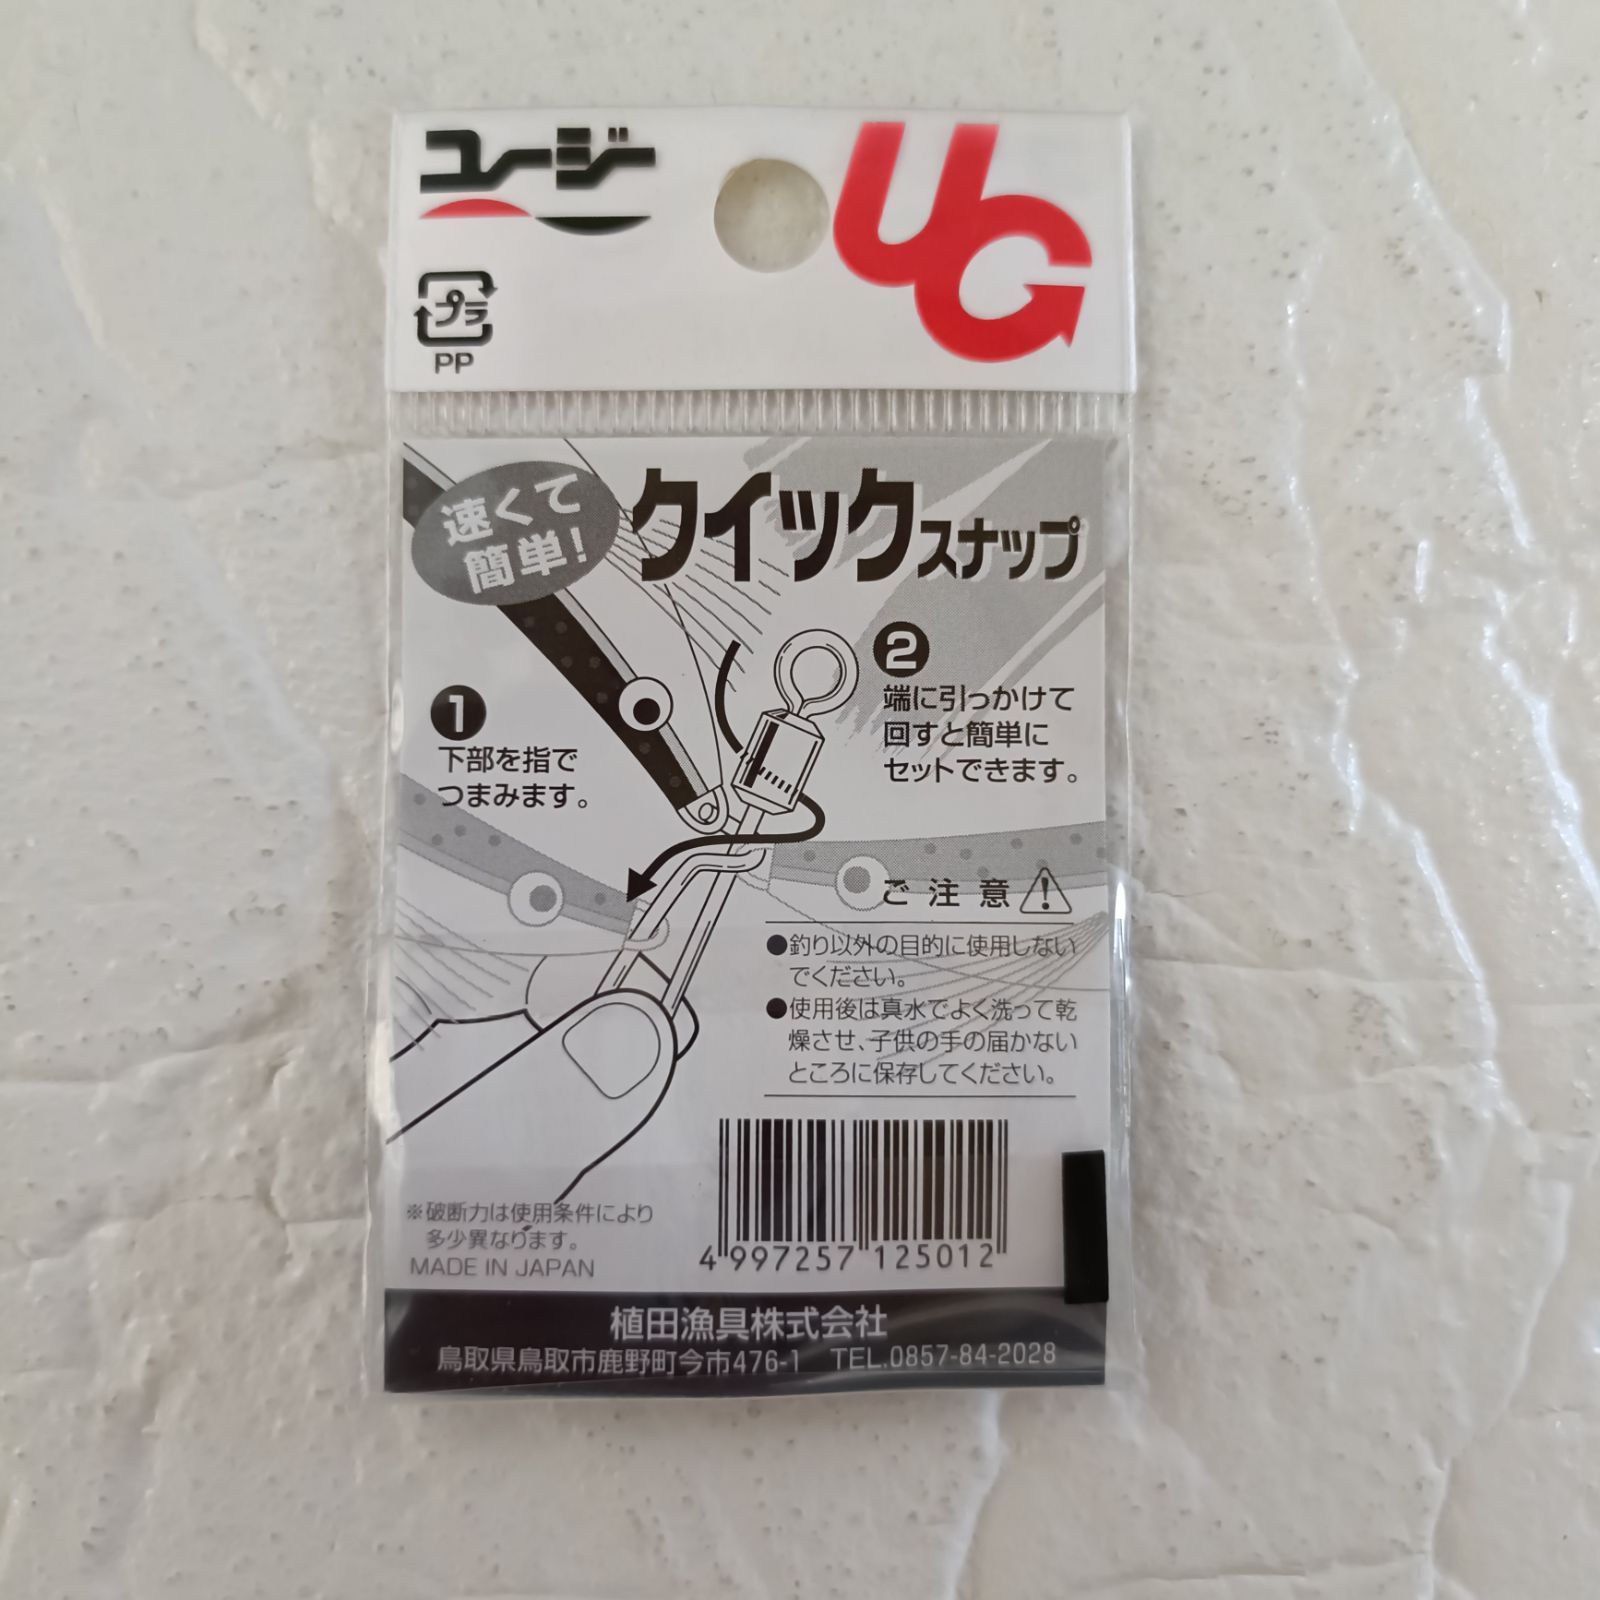 ユージー
UG
プラ
PP
速くて
簡単!
クイックスナップ
1
下部を指で
つまみます。
2
端に引っかけて
回すと簡単に
セットできます。
ご注意
●釣り以外の目的に使用しない
でください。
●使用後は真水でよく洗って乾
燥させ、子供の手の届かない
ところに保存してください。
※破断力は使用条件により
多少異なります。
MADE IN JAPAN
4 997257 125012
植田漁具株式会社
鳥取県鳥取市鹿野町今市476-1 TEL.0857-84-2028